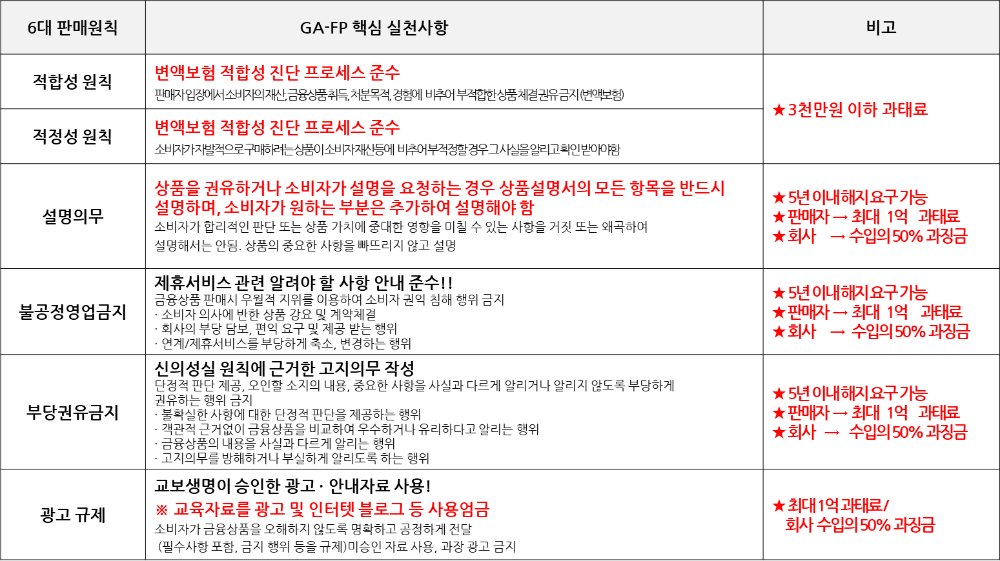 6대 판매원칙
GA-FP 핵심 실천사항
비고
적합성 원칙
변액보험 적합성 진단 프로세스 준수
판매자 입장에서 소비자의 재산, 금융상품 취득, 처분목적, 경험에 비추어 부적합한 상품 체결 권유 금지 (변액보험)
★ 3천만원 이하 과태료
적정성 원칙
변액보험 적합성 진단 프로세스 준수
소비자가 자발적으로 구매하려는 상품이 소비자 재산등에 비추어 부적정할 경우 그 사실을 알리고 확인 받아야함
설명의무
상품을 권유하거나 소비자가 설명을 요청하는 경우 상품설명서의 모든 항목을 반드시
설명하며, 소비자가 원하는 부분은 추가하여 설명해야 함
소비자가 합리적인 판단 또는 상품 가치에 중대한 영향을 미칠 수 있는 사항을 거짓 또는 왜곡하여
설명해서는 안됨. 상품의 중요한 사항을 빠뜨리지 않고 설명
★ 5년 이내 해지 요구 가능
★ 판매자 → 최대 1억 과태료
★ 회사 → 수입의 50% 과징금
불공정영업금지
제휴서비스 관련 알려야 할 사항 안내 준수!!
금융상품 판매시 우월적 지위를 이용하여 소비자 권익 침해 행위 금지
· 소비자 의사에 반한 상품 강요 및 계약체결
· 회사의 부당 담보, 편익 요구 및 제공 받는 행위
· 연계/제휴서비스를 부당하게 축소, 변경하는 행위
★ 5년 이내 해지 요구 가능
★ 판매자 → 최대 1억 과태료
★ 회사 → 수입의 50% 과징금
부당권유금지
신의성실 원칙에 근거한 고지의무 작성
단정적 판단 제공, 오인할 소지의 내용, 중요한 사항을 사실과 다르게 알리거나 알리지 않도록 부당하게
권유하는 행위 금지
· 불확실한 사항에 대한 단정적 판단을 제공하는 행위
· 객관적 근거없이 금융상품을 비교하여 우수하거나 유리하다고 알리는 행위
· 금융상품의 내용을 사실과 다르게 알리는 행위
· 고지의무를 방해하거나 부실하게 알리도록 하는 행위
★ 5년 이내 해지 요구 가능
★ 판매자 → 최대 1억 과태료
★ 회사 → 수입의 50% 과징금
광고 규제
교보생명이 승인한 광고 · 안내자료 사용!
※ 교육자료를 광고 및 인터텟 블로그 등 사용엄금
소비자가 금융상품을 오해하지 않도록 명확하고 공정하게 전달
(필수사항 포함, 금지 행위 등을 규제)미승인 자료 사용, 과장 광고 금지
★ 최대 1억 과태료 /
회사 수입의 50% 과징금